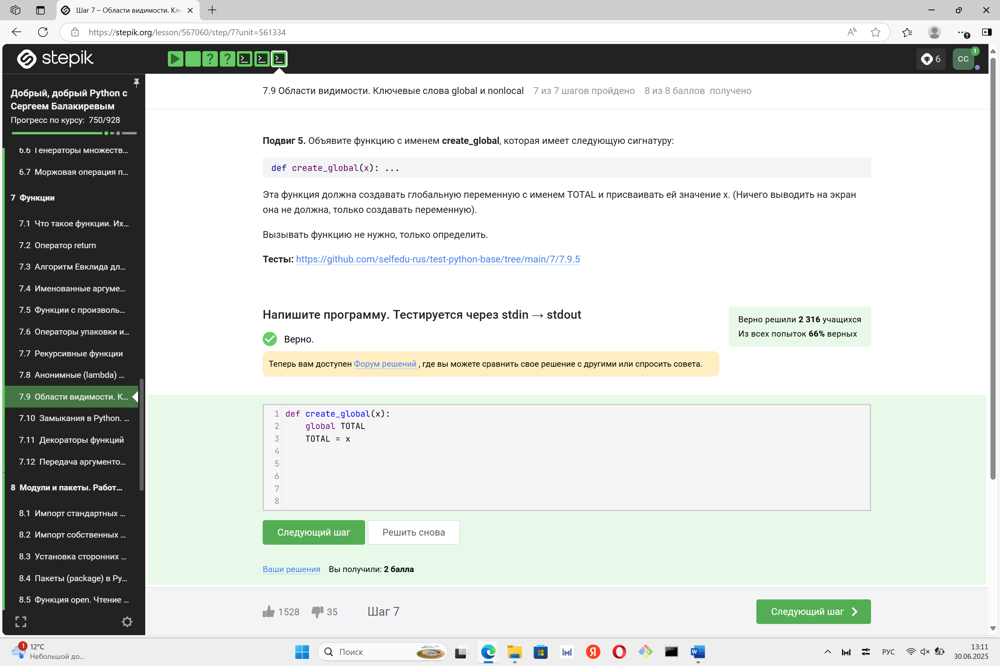 Шаг 7 – Области видимости. Клю
https://stepik.org/lesson/567060/step/7?unit=561334
stepik
6
CC
1
Добрый, добрый Python с
Сергеем Балакиревым
Прогресс по курсу: 750/928
6.6 Генераторы множеств...
6.7 Моржовая операция п...
7 Функции
7.1 Что такое функции. Их...
7.2 Оператор return
7.3 Алгоритм Евклида дл...
7.4 Именованные аргуме...
7.5 Функции с произволь...
7.6 Операторы упаковки и...
7.7 Рекурсивные функции
7.8 Анонимные (lambda) ...
7.9 Области видимости. К...
7.10 Замыкания в Python. ...
7.11 Декораторы функций
7.12 Передача аргументо...
8 Модули и пакеты. Работ...
8.1 Импорт стандартных ...
8.2 Импорт собственных ...
8.3 Установка сторонних ...
8.4 Пакеты (package) в Py...
8.5 Функция open. Чтение ...
7.9 Области видимости. Ключевые слова global и nonlocal 7 из 7 шагов пройдено 8 из 8 баллов получено
Подвиг 5. Объявите функцию с именем create_global, которая имеет следующую сигнатуру:
def create_global(x): ...
Эта функция должна создавать глобальную переменную с именем TOTAL и присваивать ей значение x. (Ничего выводить на экран
она не должна, только создавать переменную).
Вызывать функцию не нужно, только определить.
Тесты: https://github.com/selfedu-rus/test-python-base/tree/main/7/7.9.5
Напишите программу. Тестируется через stdin → stdout
Верно решили 2 316 учащихся
Из всех попыток 66% верных
Верно.
Теперь вам доступен Форум решений , где вы можете сравнить свое решение с другими или спросить совета.
1 def create_global(x):
2 global TOTAL
3 TOTAL = x
4
5
6
7
8
Следующий шаг
Решить снова
Ваши решения Вы получили: 2 балла
1528
35
Шаг 7
Следующий шаг
1
12°C
Небольшой до...
Поиск
РУС
13:11
30.06.2025